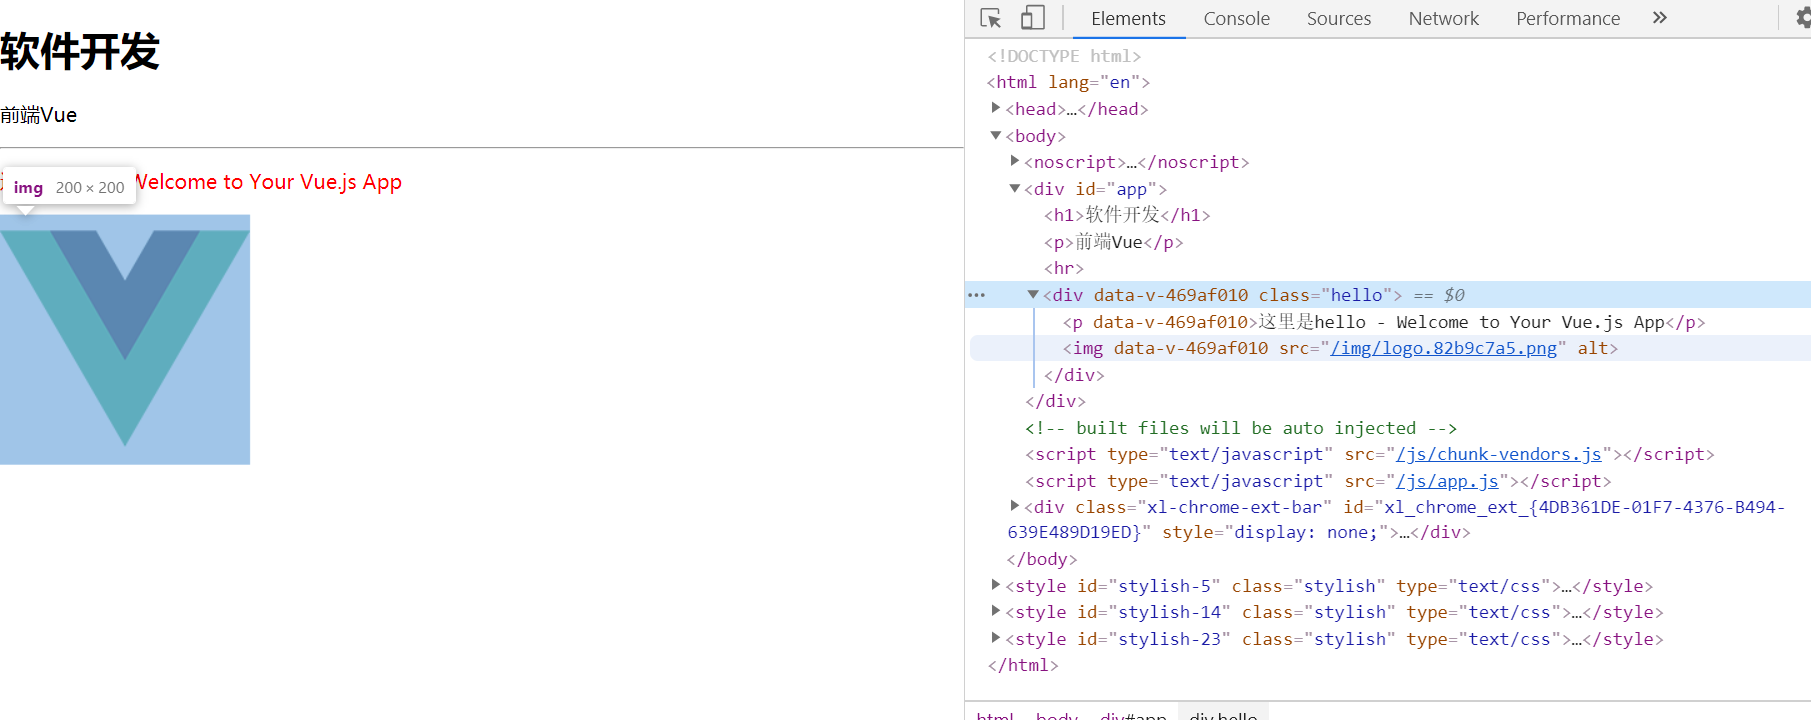 软件开发
前端Vue
Welcome to Your Vue.js App
img 200 × 200
Elements Console Sources Network Performance
<!DOCTYPE html>
<html lang="en">
<head>…</head>
<body>
<noscript>…</noscript>
<div id="app">
<h1>软件开发</h1>
<p>前端Vue</p>
<hr>
<div data-v-469af010 class="hello"> == $0
<p data-v-469af010>这里是hello - Welcome to Your Vue.js App</p>
<img data-v-469af010 src="/img/logo.82b9c7a5.png" alt>
</div>
</div>
<!-- built files will be auto injected -->
<script type="text/javascript" src="/js/chunk-vendors.js"></script>
<script type="text/javascript" src="/js/app.js"></script>
<div class="xl-chrome-ext-bar" id="xl_chrome_ext_{4DB361DE-01F7-4376-B494-
639E489D19ED}" style="display: none;">…</div>
</body>
<style id="stylish-5" class="stylish" type="text/css">…</style>
<style id="stylish-14" class="stylish" type="text/css">…</style>
<style id="stylish-23" class="stylish" type="text/css">…</style>
</html>
html body div#app div.hello